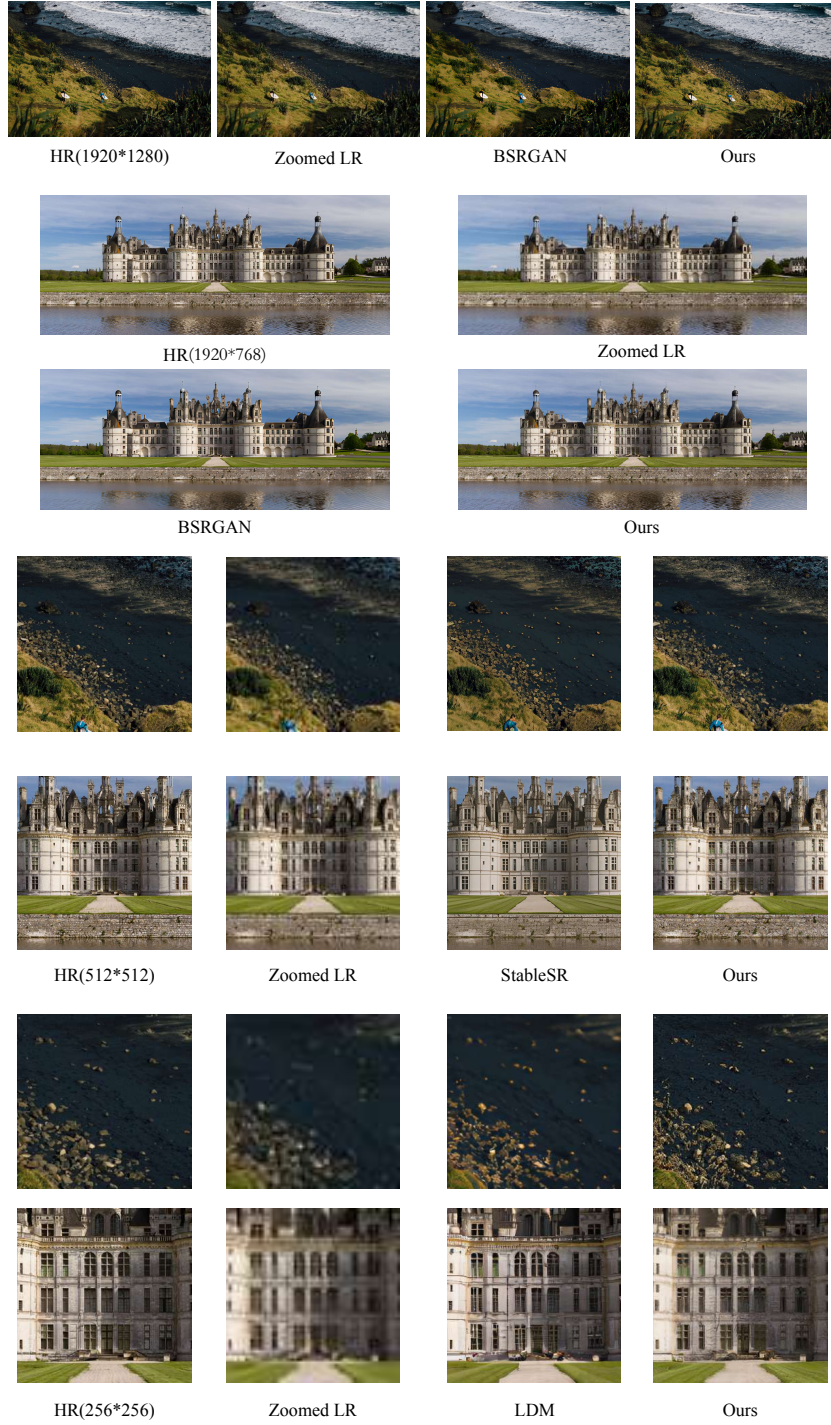 HR(1920*1280)
Zoomed LR
BSRGAN
Ours
HR(1920*768)
Zoomed LR
BSRGAN
Ours
HR(512*512)
Zoomed LR
StableSR
Ours
HR(256*256)
Zoomed LR
LDM
Ours